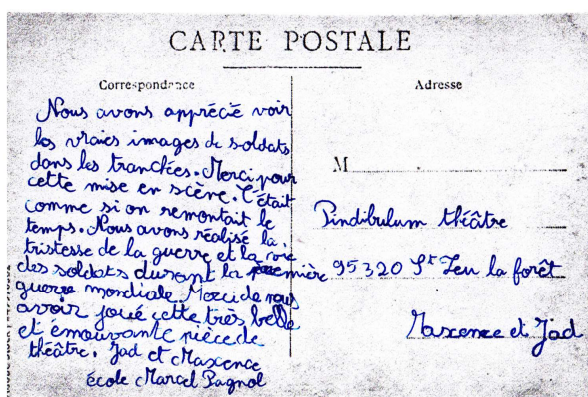 CARTE POSTALE
Correspondance
Nous avons apprécié voir
les vraies images de soldats
dans les tranchées. Merci pour
cette mise en scène. C'était
comme si on remontait le
temps. Nous avons réalisé la
tristesse de la guerre et la vie
des soldats durant la première
guerre mondiale. Merci de nous
avoir joué cette très belle
et émouvante pièce de
théâtre. Jad et Maxence
école Marcel Pagnol
Adresse
M
Pindibulum théâtre
95320 St Leu la forêt
Maxence et Jad